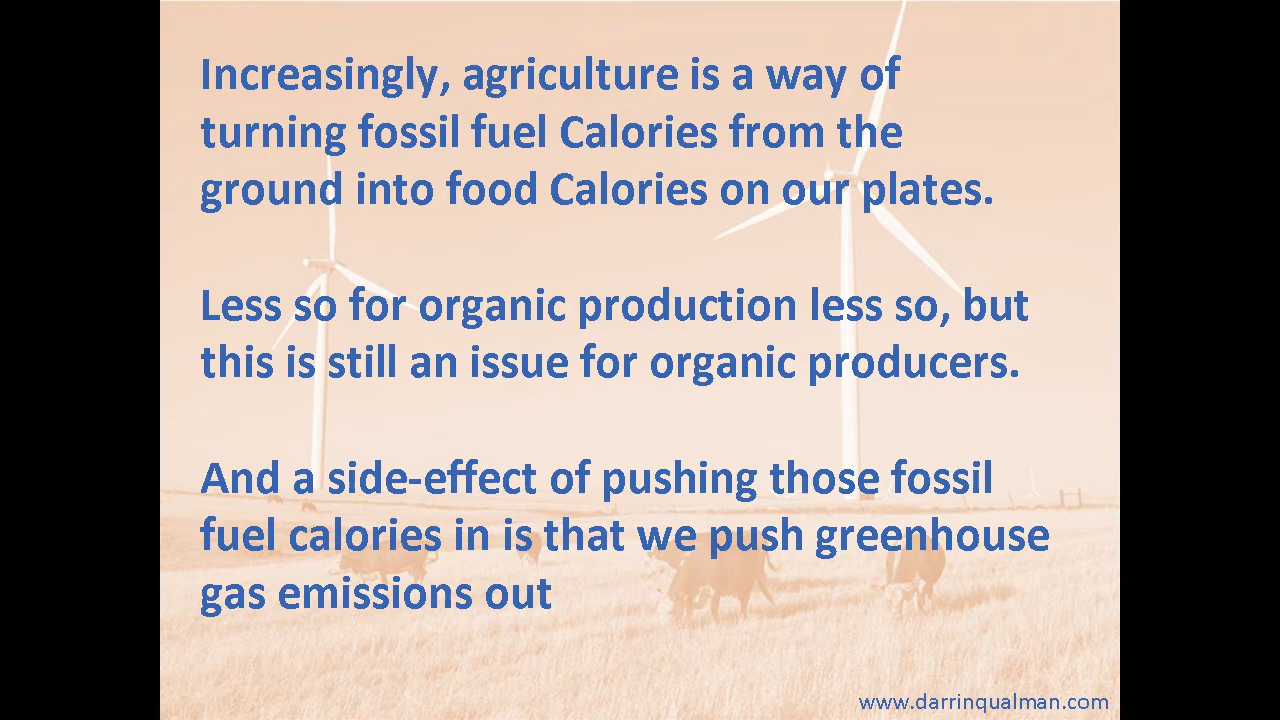 Increasingly, agriculture is a way of
turning fossil fuel Calories from the
ground into food Calories on our plates.
Less so for organic production less so, but
this is still an issue for organic producers.
And a side-effect of pushing those fossil
fuel calories in is that we push greenhouse
gas emissions out
www.darrinqualman.com